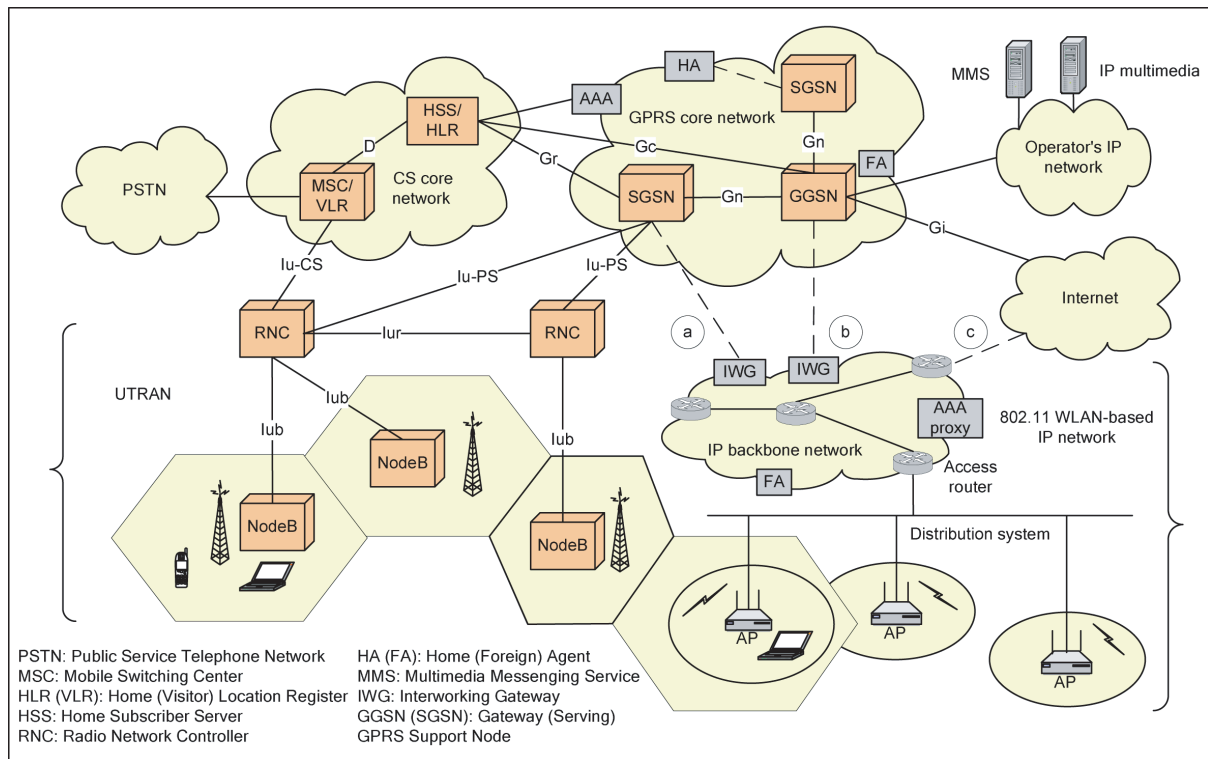 HA
SGSN
MMS
IP multimedia
AAA
HSS/
HLR
GPRS core network
Gn
Operator's IP
network
D
Gc
Gr
FA
PSTN
MSC/
VLR
CS core
network
SGSN
Gn
GGSN
Gi
Iu-CS
Iu-PS
Iu-PS
Internet
RNC
Iur
RNC
a
b
c
IWG
IWG
UTRAN
Iub
AAA
proxy
802.11 WLAN-based
IP network
Iub
Iub
IP backbone network
NodeB
Access
router
FA
NodeB
NodeB
Distribution system
AP
AP
AP
PSTN: Public Service Telephone Network
MSC: Mobile Switching Center
HLR (VLR): Home (Visitor) Location Register
HSS: Home Subscriber Server
RNC: Radio Network Controller
HA (FA): Home (Foreign) Agent
MMS: Multimedia Messaging Service
IWG: Interworking Gateway
GGSN (SGSN): Gateway (Serving)
GPRS Support Node